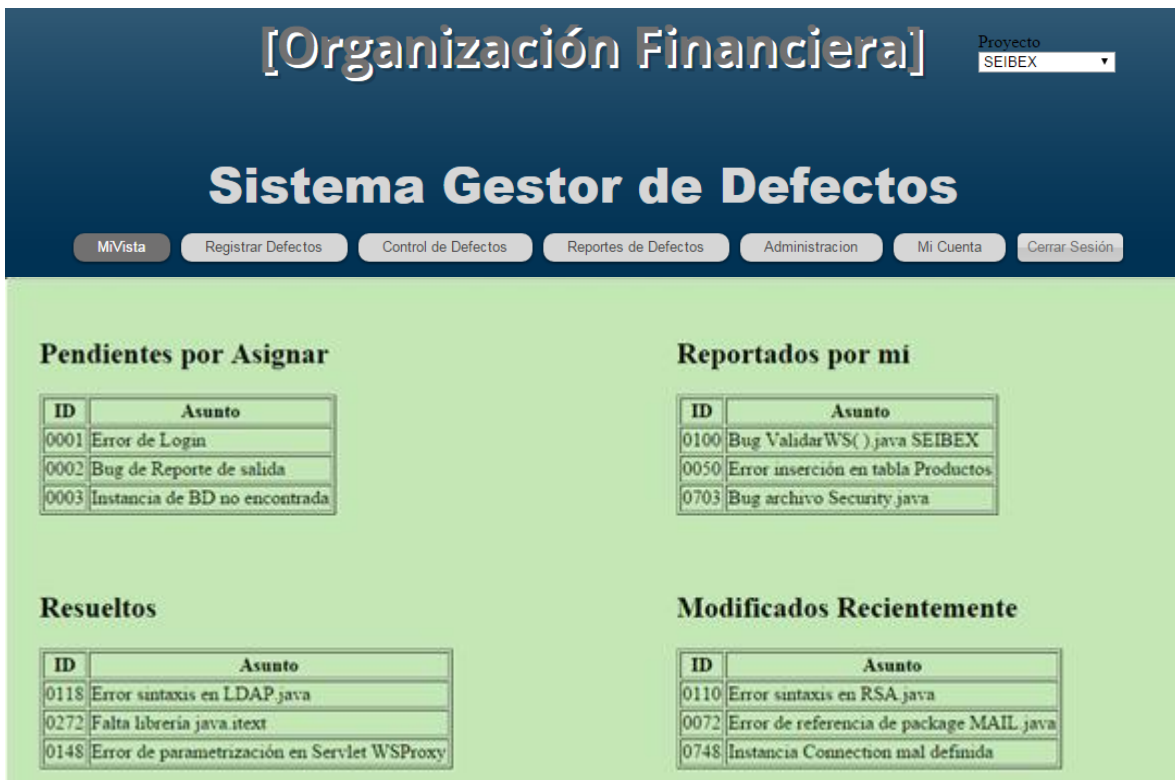 [Organización Financiera]
Proyecto
SEIBEX
Sistema Gestor de Defectos
MiVista Registrar Defectos Control de Defectos Reportes de Defectos Administracion Mi Cuenta Cerrar Sesión
Pendientes por Asignar
ID Asunto
0001 Error de Login
0002 Bug de Reporte de salida
0003 Instancia de BD no encontrada
Reportados por mí
ID Asunto
0100 Bug ValidarWS( ).java SEIBEX
0050 Error inserción en tabla Productos
0703 Bug archivo Security.java
Resueltos
ID Asunto
0118 Error sintaxis en LDAP.java
0272 Falta librería java.itext
0148 Error de parametrización en Servlet WSProxy
Modificados Recientemente
ID Asunto
0110 Error sintaxis en RSA.java
0072 Error de referencia de package MAIL.java
0748 Instancia Connection mal definida